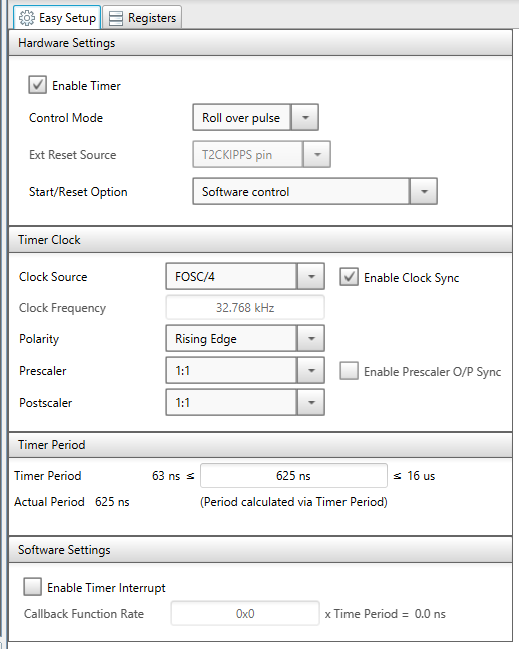 Easy Setup Registers
Hardware Settings
Enable Timer
Control Mode Roll over pulse
Ext Reset Source T2CKIPPS pin
Start/Reset Option Software control
Timer Clock
Clock Source FOSC/4 Enable Clock Sync
Clock Frequency 32.768 kHz
Polarity Rising Edge
Prescaler 1:1 Enable Prescaler O/P Sync
Postscaler 1:1
Timer Period
Timer Period 63 ns ≤ 625 ns ≤ 16 us
Actual Period 625 ns (Period calculated via Timer Period)
Software Settings
Enable Timer Interrupt
Callback Function Rate 0x0 x Time Period = 0.0 ns